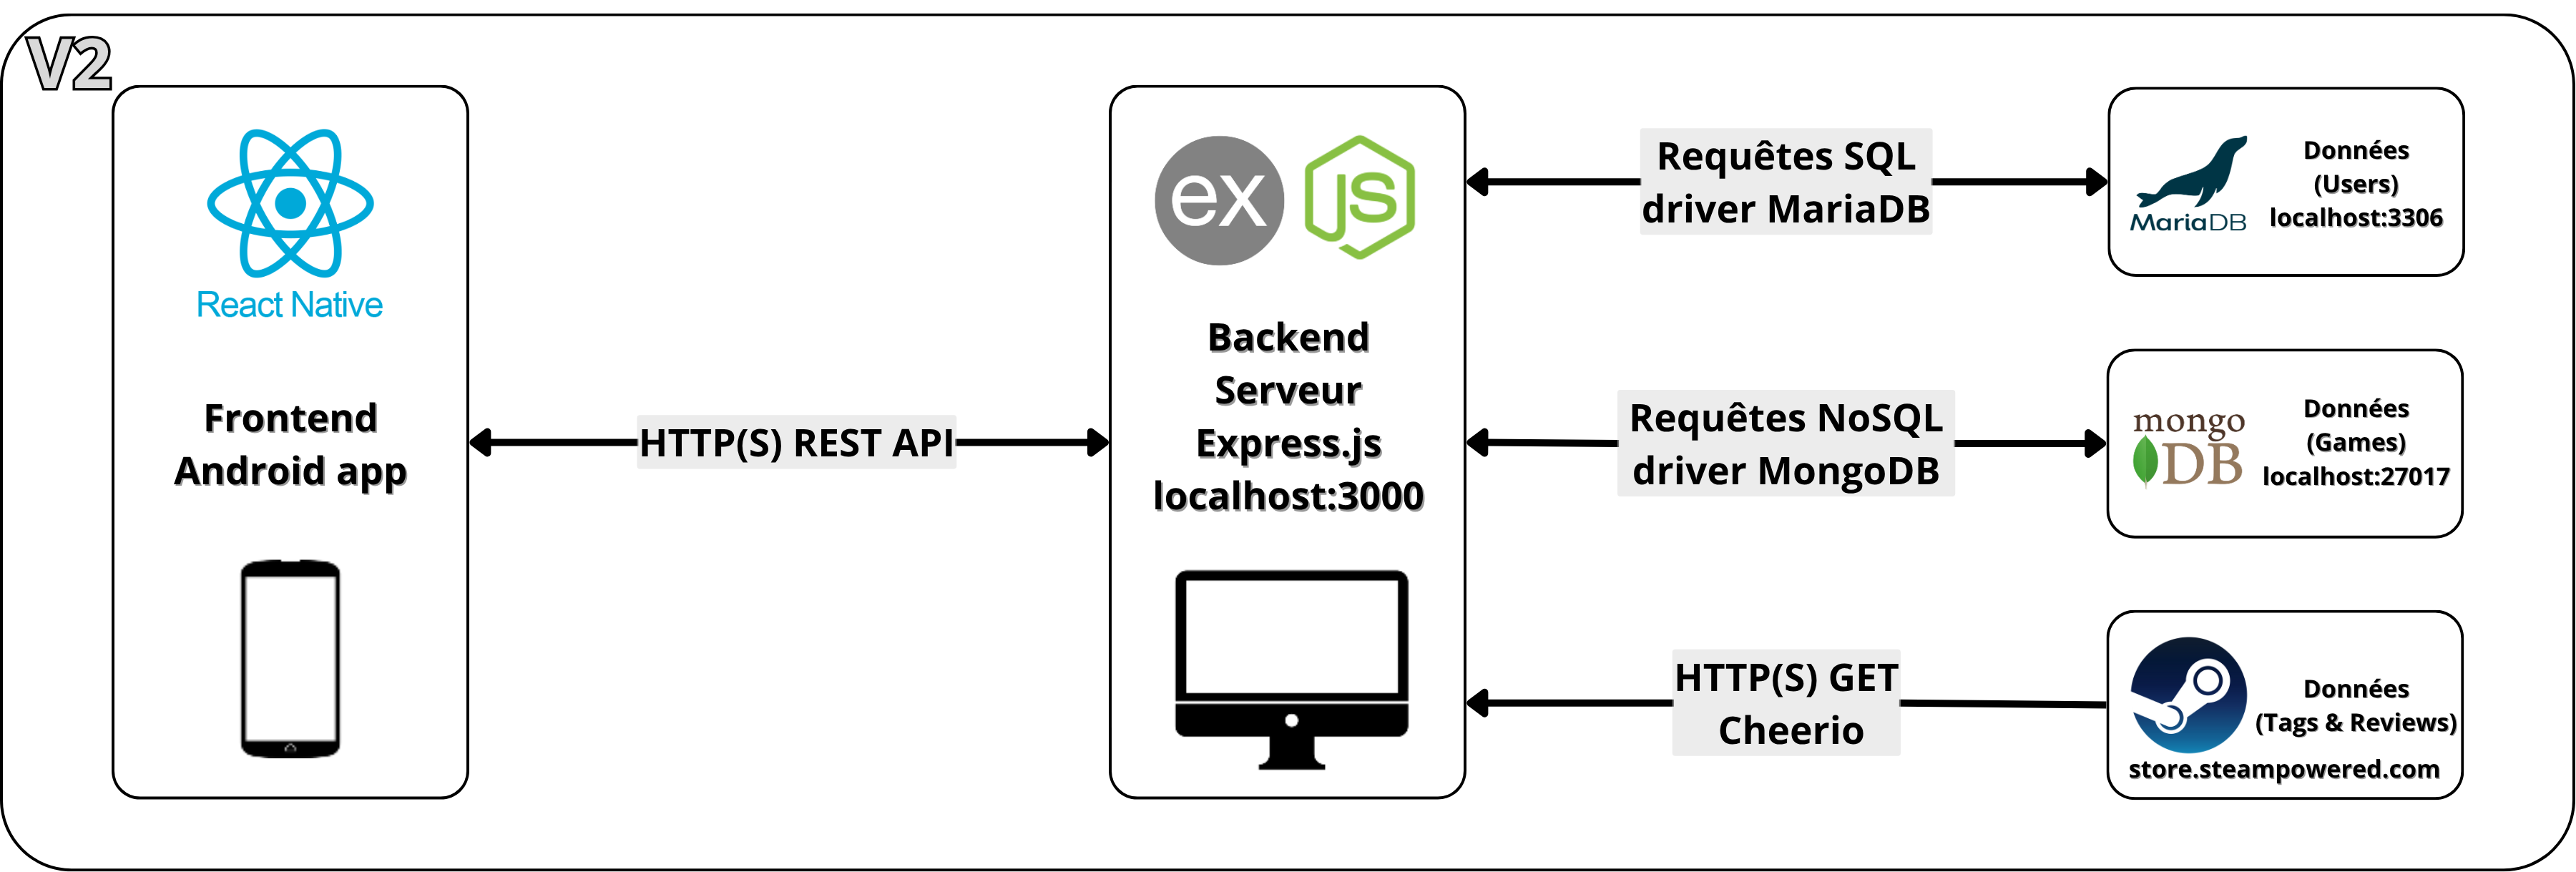 V2
React Native
Frontend
Android app
HTTP(S) REST API
ex
JS
Backend
Serveur
Express.js
localhost:3000
Requêtes SQL
driver MariaDB
MariaDB
Données
(Users)
localhost:3306
Requêtes NoSQL
driver MongoDB
mongo
DB
Données
(Games)
localhost:27017
HTTP(S) GET
Cheerio
Données
(Tags & Reviews)
store.steampowered.com